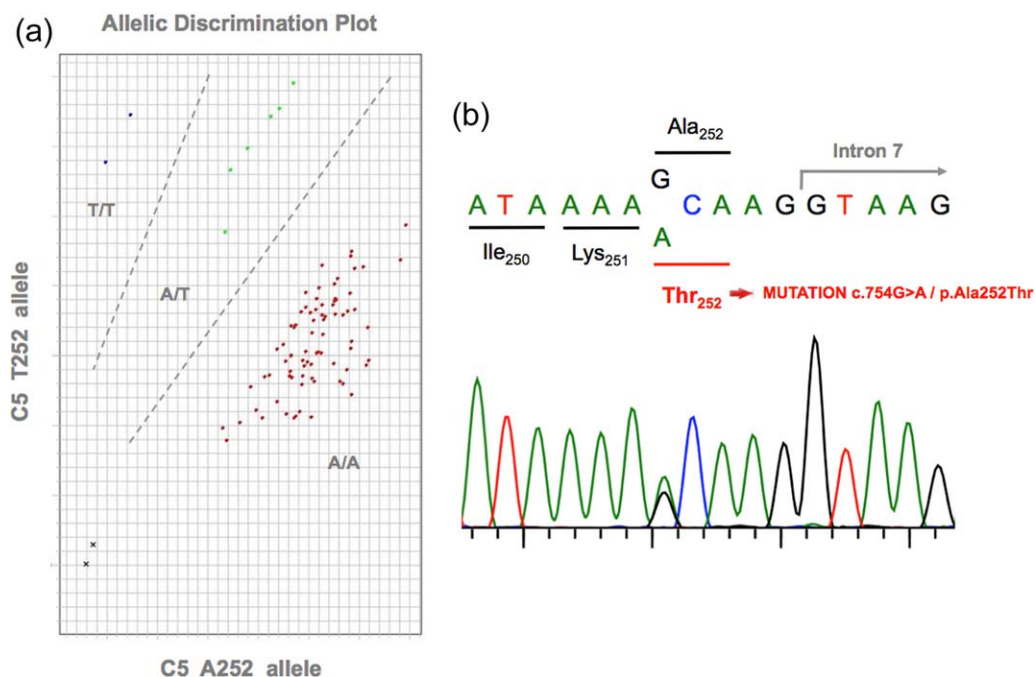 (a)
Allelic Discrimination Plot
T/T
A/T
A/A
C5 T252 allele
C5 A252 allele
(b)
Ala252
Intron 7
G
A T A A A A C A A G G T A A G
A
Ile250 Lys251
Thr252 MUTATION c.754G>A / p.Ala252Thr